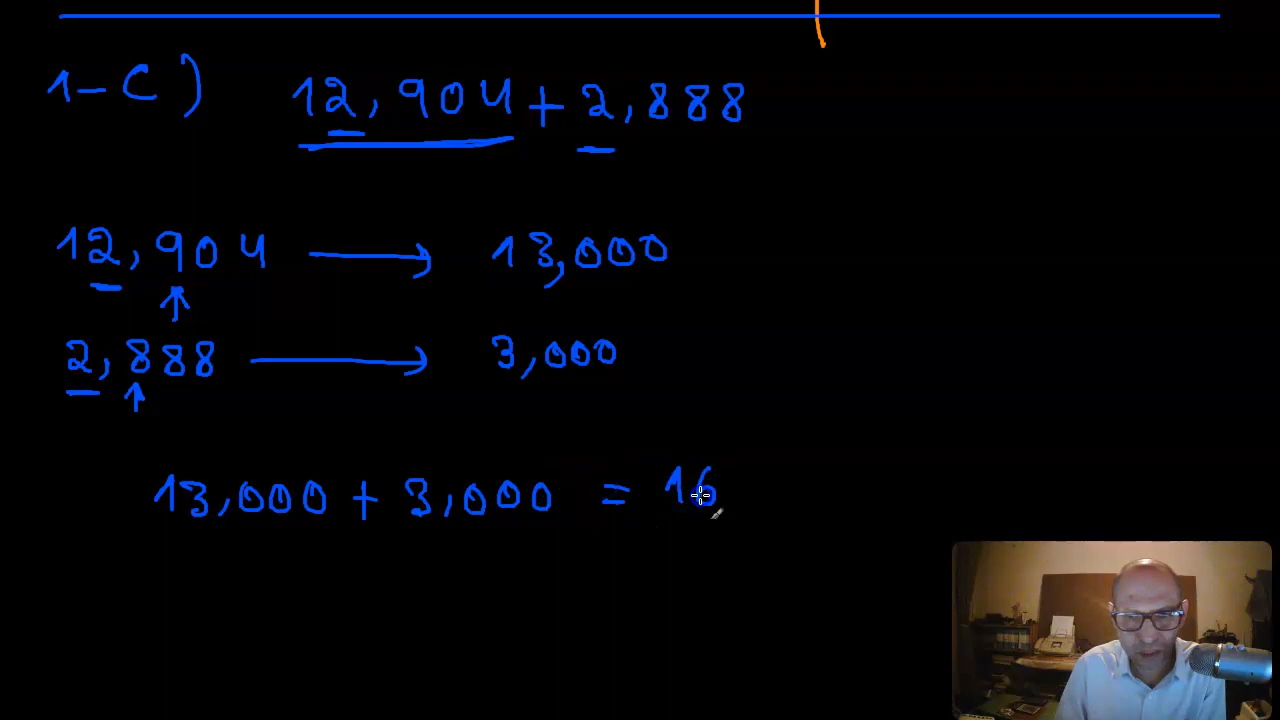 1-C) 12,904 + 2,888
12,904 → 13,000
2,888 → 3,000
13,000 + 3,000 = 16